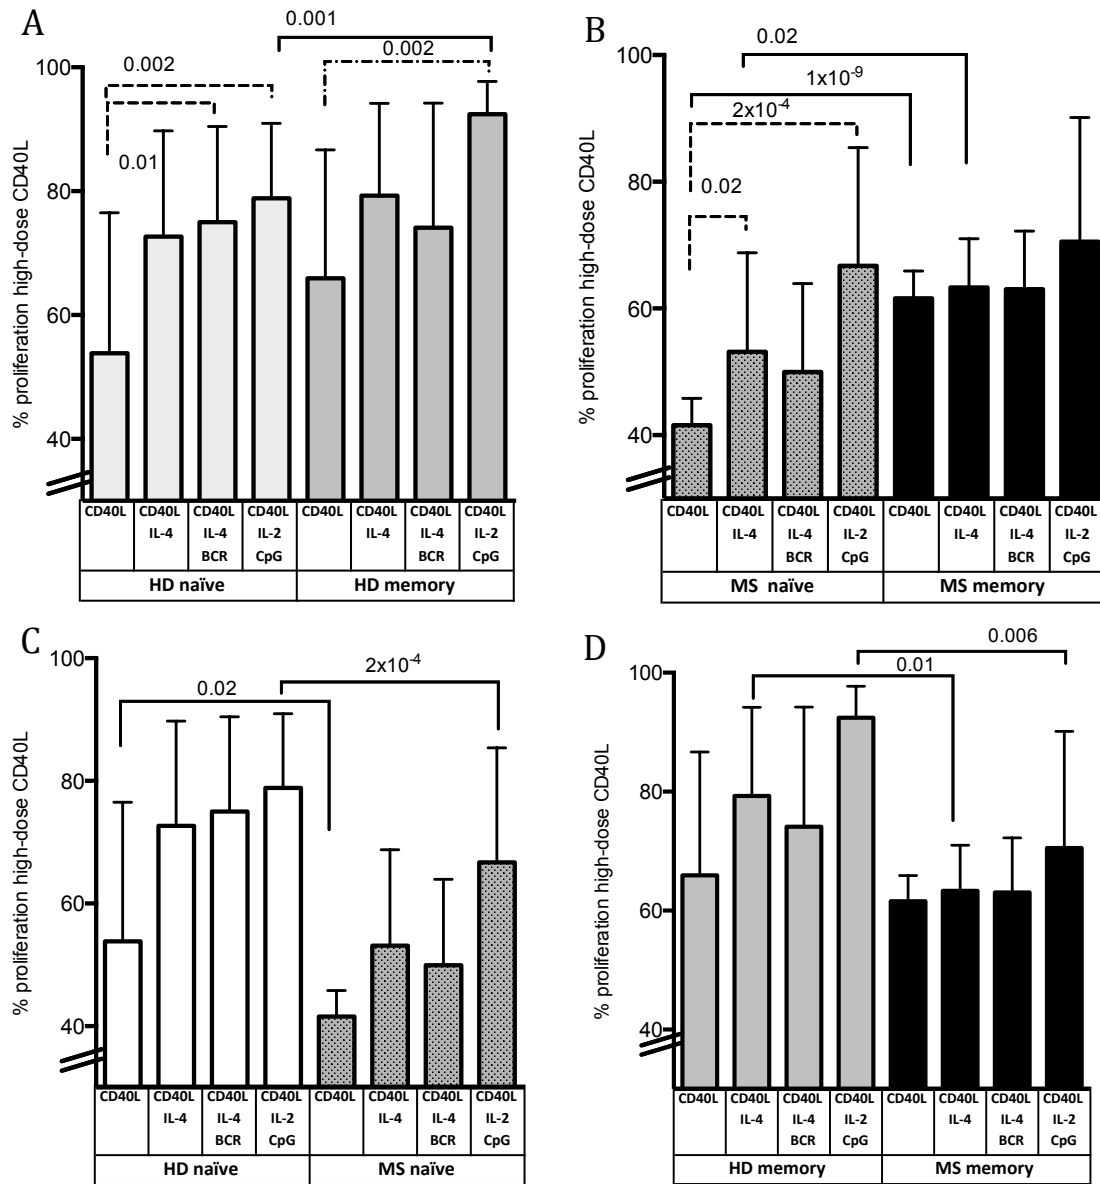 A
0.001
0.002
0.002
0.01
100
80
60
40
% proliferation high-dose CD40L
CD40L CD40L CD40L CD40L CD40L CD40L CD40L CD40L
IL-4 IL-4 IL-2 IL-4 IL-4 IL-2
BCR CpG BCR CpG
HD naïve HD memory
B
0.02
1x10⁻⁹
2x10⁻⁴
0.02
100
80
60
40
% proliferation high-dose CD40L
CD40L CD40L CD40L CD40L CD40L CD40L CD40L CD40L
IL-4 IL-4 IL-2 IL-4 IL-4 IL-2
BCR CpG BCR CpG
MS naïve MS memory
C
2x10⁻⁴
0.02
100
80
60
40
% proliferation high-dose CD40L
CD40L CD40L CD40L CD40L CD40L CD40L CD40L CD40L
IL-4 IL-4 IL-2 IL-4 IL-4 IL-2
BCR CpG BCR CpG
HD naïve MS naïve
D
0.006
0.01
100
80
60
40
% proliferation high-dose CD40L
CD40L CD40L CD40L CD40L CD40L CD40L CD40L CD40L
IL-4 IL-4 IL-2 IL-4 IL-4 IL-2
BCR CpG BCR CpG
HD memory MS memory